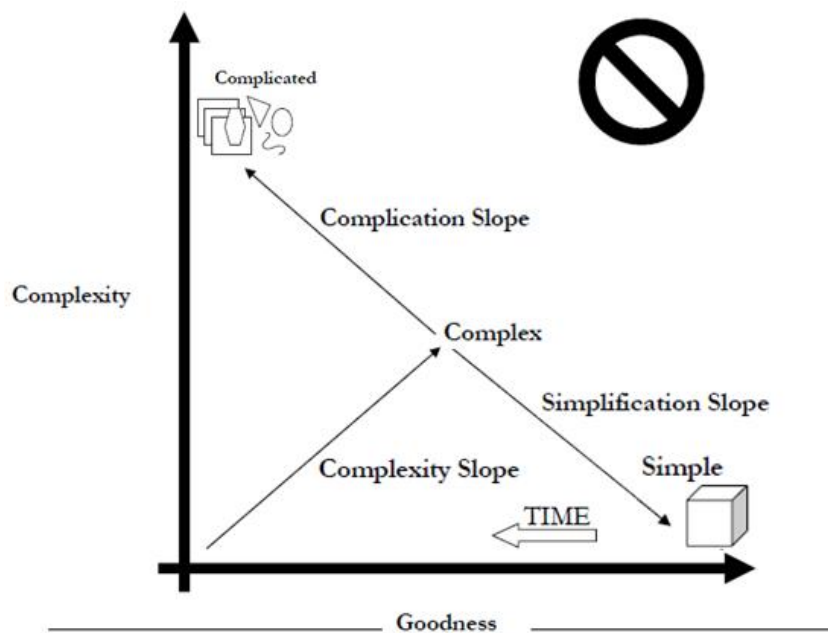 Complicated
Complication Slope
Complexity
Complex
Simplification Slope
Complexity Slope
Simple
TIME
Goodness